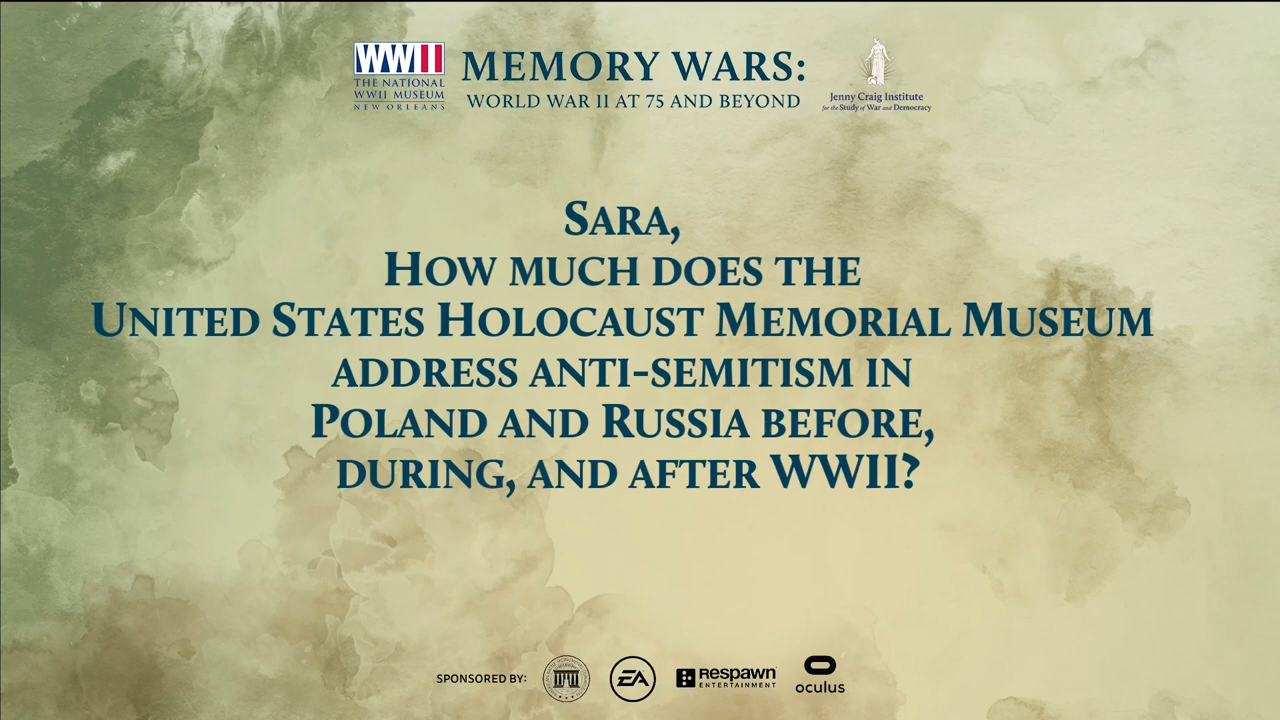 WWII
THE NATIONAL
WWII MUSEUM
NEW ORLEANS
MEMORY WARS:
WORLD WAR II AT 75 AND BEYOND
Jenny Craig Institute
for the Study of War and Democracy
SARA,
HOW MUCH DOES THE
UNITED STATES HOLOCAUST MEMORIAL MUSEUM
ADDRESS ANTI-SEMITISM IN
POLAND AND RUSSIA BEFORE,
DURING, AND AFTER WWII?
SPONSORED BY:
EA
RESPAWN
ENTERTAINMENT
oculus